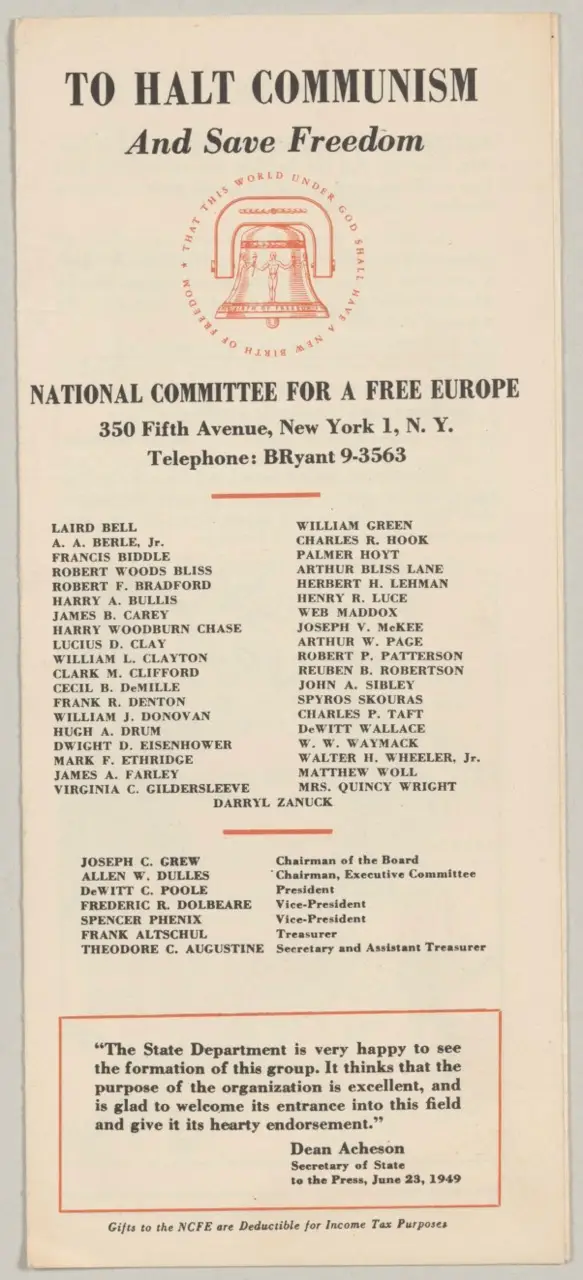 TO HALT COMMUNISM
And Save Freedom
★ THAT THIS WORLD UNDER GOD SHALL HAVE A NEW BIRTH OF FREEDOM
BIRTH OF FREEDOM
NATIONAL COMMITTEE FOR A FREE EUROPE
350 Fifth Avenue, New York 1, N. Y.
Telephone: BRyant 9-3563
LAIRD BELL
A. A. BERLE, Jr.
FRANCIS BIDDLE
ROBERT WOODS BLISS
ROBERT F. BRADFORD
HARRY A. BULLIS
JAMES B. CAREY
HARRY WOODBURN CHASE
LUCIUS D. CLAY
WILLIAM L. CLAYTON
CLARK M. CLIFFORD
CECIL B. DeMILLE
FRANK R. DENTON
WILLIAM J. DONOVAN
HUGH A. DRUM
DWIGHT D. EISENHOWER
MARK F. ETHRIDGE
JAMES A. FARLEY
VIRGINIA C. GILDERSLEEVE
WILLIAM GREEN
CHARLES R. HOOK
PALMER HOYT
ARTHUR BLISS LANE
HERBERT H. LEHMAN
HENRY R. LUCE
WEB MADDOX
JOSEPH V. McKEE
ARTHUR W. PAGE
ROBERT P. PATTERSON
REUBEN B. ROBERTSON
JOHN A. SIBLEY
SPYROS SKOURAS
CHARLES P. TAFT
DeWITT WALLACE
W. W. WAYMACK
WALTER H. WHEELER, Jr.
MATTHEW WOLL
MRS. QUINCY WRIGHT
DARRYL ZANUCK
JOSEPH C. GREW Chairman of the Board
ALLEN W. DULLES Chairman, Executive Committee
DeWITT C. POOLE President
FREDERIC R. DOLBEARE Vice-President
SPENCER PHENIX Vice-President
FRANK ALTSCHUL Treasurer
THEODORE C. AUGUSTINE Secretary and Assistant Treasurer
“The State Department is very happy to see
the formation of this group. It thinks that the
purpose of the organization is excellent, and
is glad to welcome its entrance into this field
and give it its hearty endorsement.”
Dean Acheson
Secretary of State
to the Press, June 23, 1949
Gifts to the NCFE are Deductible for Income Tax Purposes